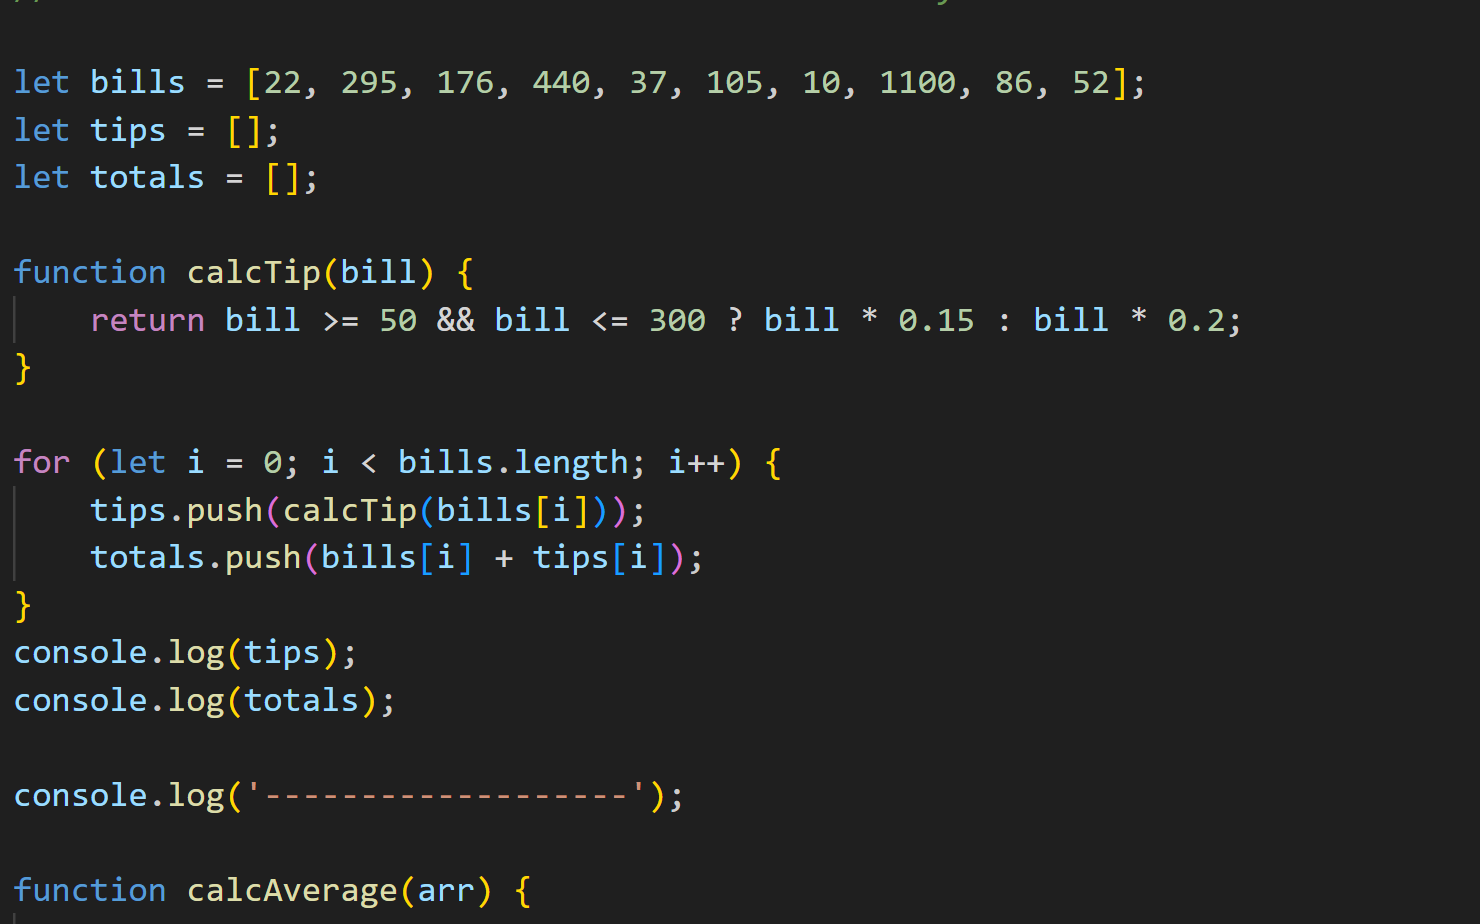 let bills = [22, 295, 176, 440, 37, 105, 10, 1100, 86, 52];
let tips = [];
let totals = [];
function calcTip(bill) {
    return bill >= 50 && bill <= 300 ? bill * 0.15 : bill * 0.2;
}
for (let i = 0; i < bills.length; i++) {
    tips.push(calcTip(bills[i]));
    totals.push(bills[i] + tips[i]);
}
console.log(tips);
console.log(totals);
console.log('-------------------');
function calcAverage(arr) {